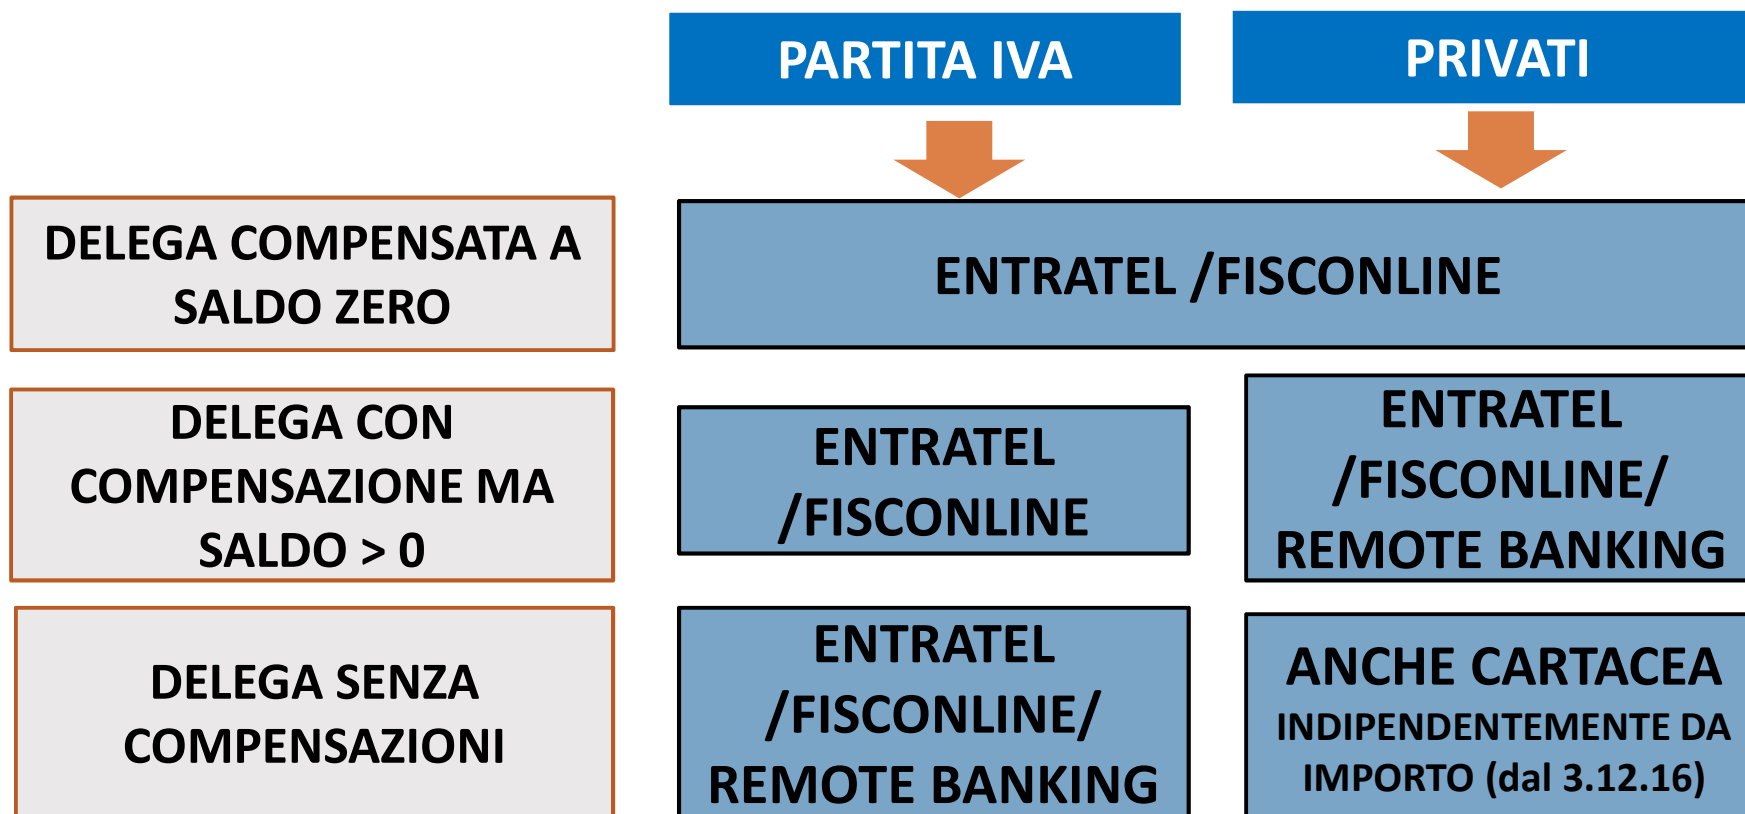 PARTITA IVA
PRIVATI
DELEGA COMPENSATA A
SALDO ZERO
ENTRATEL /FISCONLINE
DELEGA CON
COMPENSAZIONE MA
SALDO > 0
ENTRATEL
/FISCONLINE
ENTRATEL
/FISCONLINE/
REMOTE BANKING
DELEGA SENZA
COMPENSAZIONI
ENTRATEL
/FISCONLINE/
REMOTE BANKING
ANCHE CARTACEA
INDIPENDENTEMENTE DA
IMPORTO (dal 3.12.16)